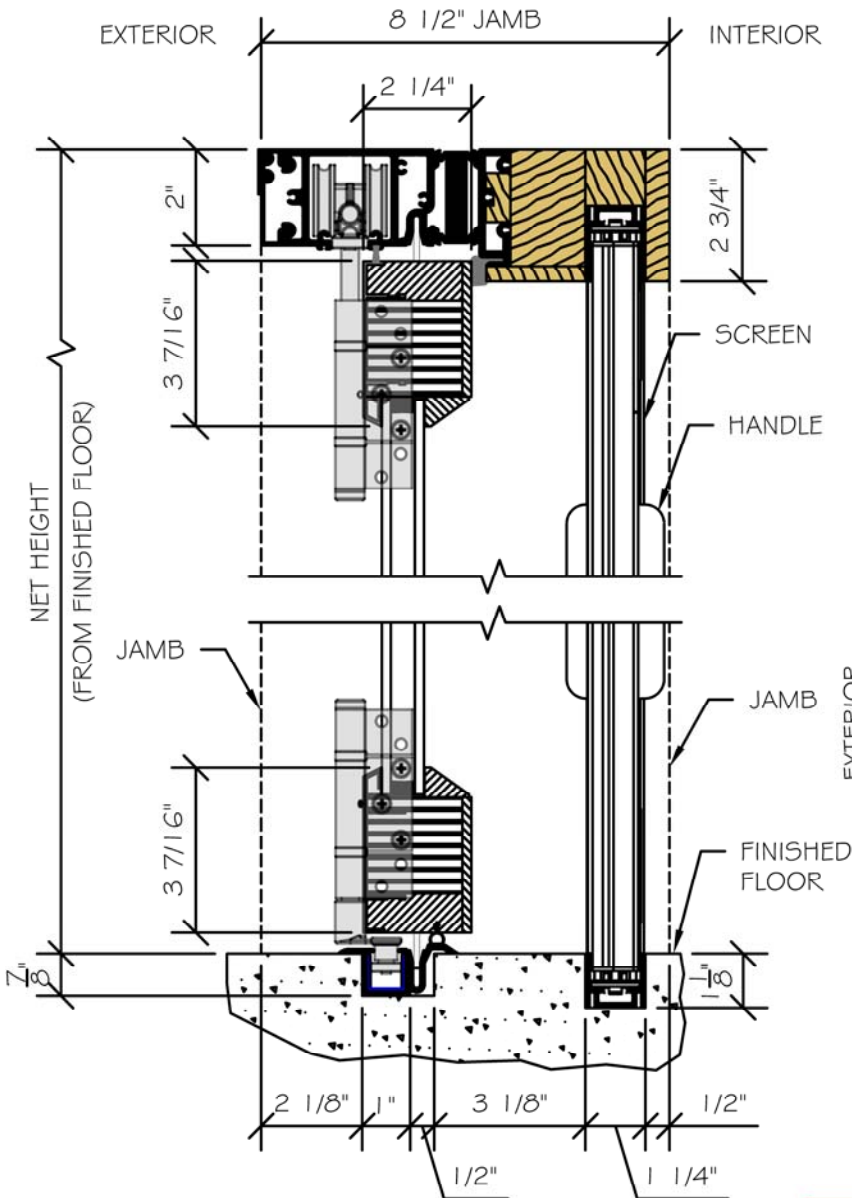 8 1/2" JAMB
EXTERIOR
INTERIOR
2 1/4"
2"
2 3/4"
3 7/16"
SCREEN
HANDLE
NET HEIGHT
(FROM FINISHED FLOOR)
JAMB
JAMB
EXTERIOR
3 7/16"
FINISHED
FLOOR
7/8"
1 1/8"
2 1/8"
1"
3 1/8"
1/2"
1/2"
1 1/4"